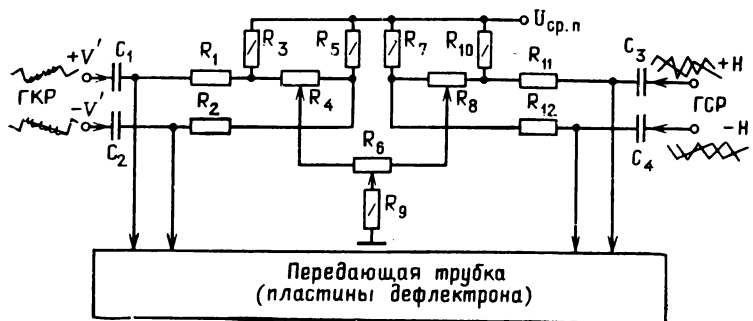 Uср.п
+V′
C₁
R₁
R₃
R₅
R₇
R₁₀
R₁₁
C₃
+H
ГКР
R₄
R₈
ГСР
−V′
C₂
R₂
R₁₂
C₄
−H
R₆
R₉
Передающая трубка
(пластины дефлектрона)